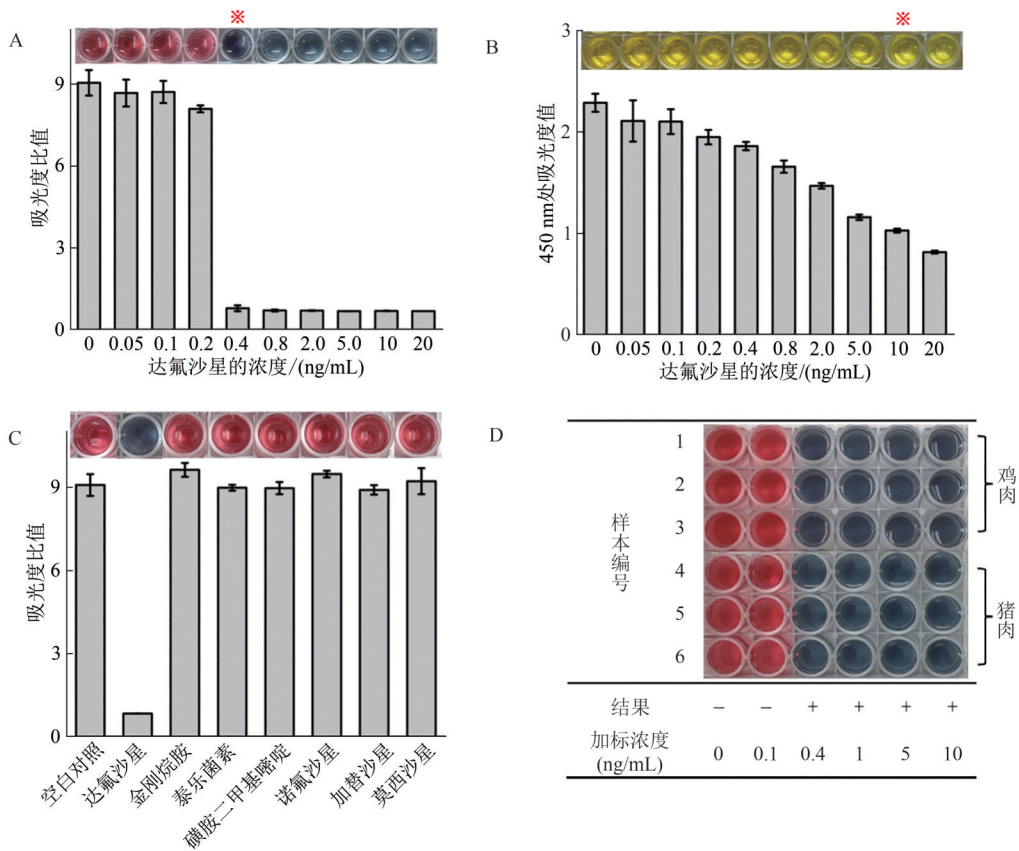 A
※
吸光度比值
9
6
3
0
0 0.05 0.1 0.2 0.4 0.8 2.0 5.0 10 20
达氟沙星的浓度/(ng/mL)
B
※
450 nm处吸光度值
3
2
1
0
0 0.05 0.1 0.2 0.4 0.8 2.0 5.0 10 20
达氟沙星的浓度/(ng/mL)
C
吸光度比值
9
6
3
0
空白对照
达氟沙星
金刚烷胺
泰乐菌素
磺胺二甲基嘧啶
诺氟沙星
加替沙星
莫西沙星
D
样本编号
1
2
3
4
5
6
鸡肉
猪肉
结果 − − + + + +
加标浓度
(ng/mL) 0 0.1 0.4 1 5 10